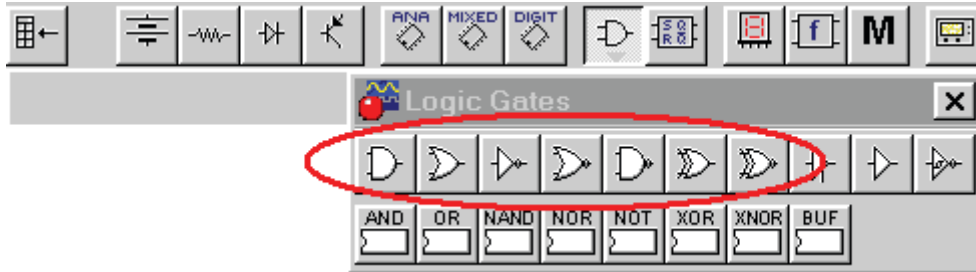 ANA MIXED DIGIT S Q R Q f M
Logic Gates
AND OR NAND NOR NOT XOR XNOR BUF